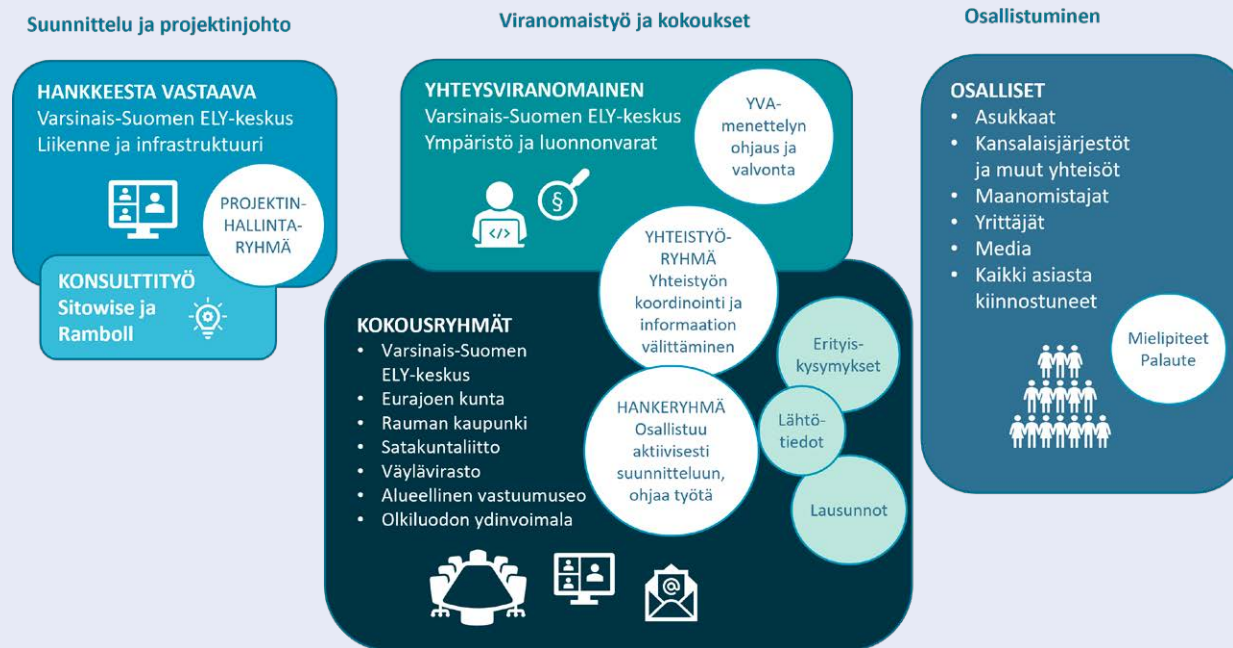 Suunnittelu ja projektinjohto
HANKKEESTA VASTAAVA
Varsinais-Suomen ELY-keskus
Liikenne ja infrastruktuuri
PROJEKTIN-
HALLINTA-
RYHMÄ
KONSULTTITYÖ
Sitowise ja
Ramboll
Viranomaistyö ja kokoukset
YHTEYSVIRANOMAINEN
Varsinais-Suomen ELY-keskus
Ympäristö ja luonnonvarat
YVA-
menettelyn
ohjaus ja
valvonta
§
</>
YHTEISTYÖ-
RYHMÄ
Yhteistyön
koordinointi ja
informaation
välittäminen
KOKOUSRYHMÄT
• Varsinais-Suomen
ELY-keskus
• Eurajoen kunta
• Rauman kaupunki
• Satakuntaliitto
• Väylävirasto
• Alueellinen vastuumuseo
• Olkiluodon ydinvoimala
HANKERYHMÄ
Osallistuu
aktiivisesti
suunnitteluun,
ohjaa työtä
Erityis-
kysymykset
Lähtö-
tiedot
Lausunnot
@
Osallistuminen
OSALLISET
• Asukkaat
• Kansalaisjärjestöt
ja muut yhteisöt
• Maanomistajat
• Yrittäjät
• Media
• Kaikki asiasta
kiinnostuneet
Mielipiteet
Palaute